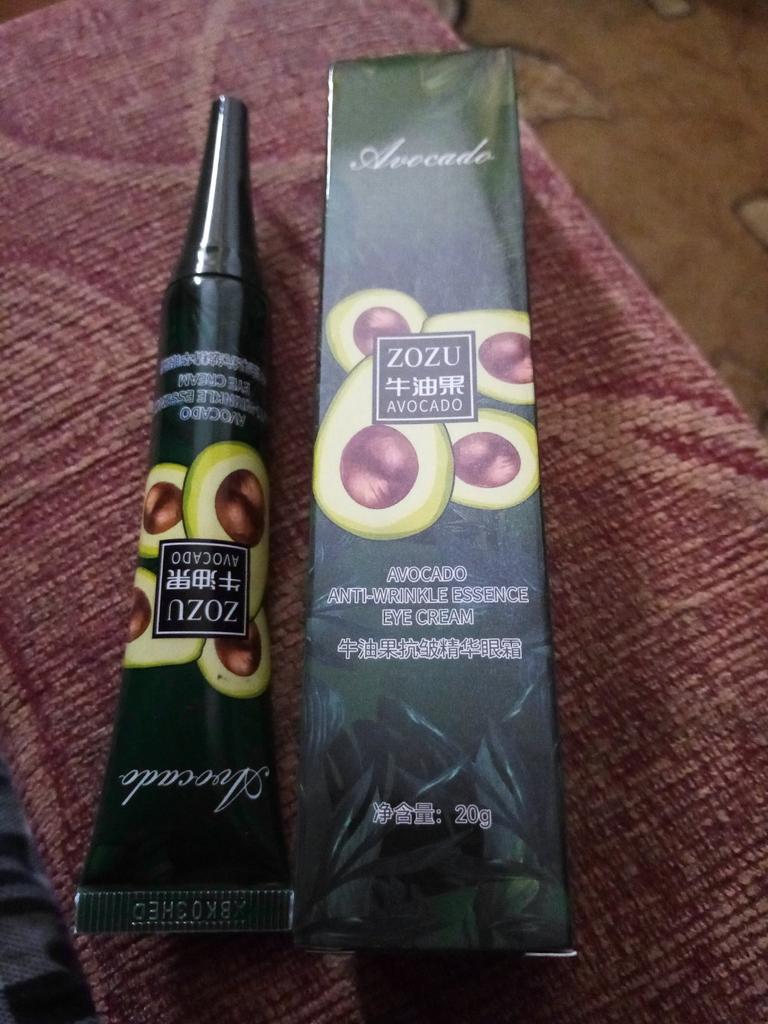 Avocado
ZOZU
牛油果
AVOCADO
AVOCADO
ANTI-WRINKLE ESSENCE
EYE CREAM
牛油果抗皱精华眼霜
净含量：20g
Avocado
ZOZU
牛油果
AVOCADO
AVOCADO
ESSENCE
EYE CREAM